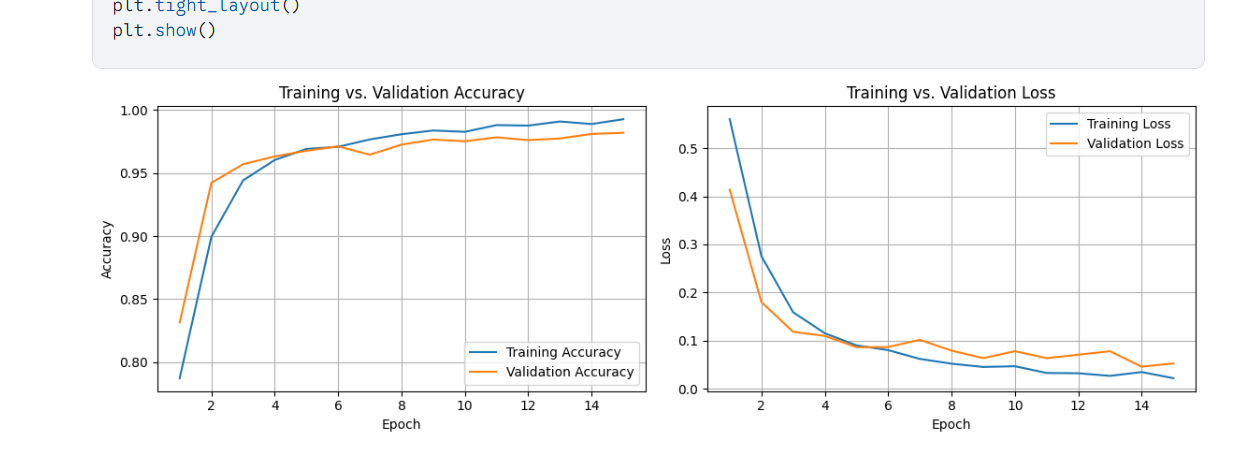 plt.tight_layout()
plt.show()
Training vs. Validation Accuracy
1.00
0.95
0.90
0.85
0.80
Accuracy
Training Accuracy
Validation Accuracy
2 4 6 8 10 12 14
Epoch
Training vs. Validation Loss
Training Loss
Validation Loss
0.5
0.4
0.3
0.2
0.1
0.0
Loss
2 4 6 8 10 12 14
Epoch